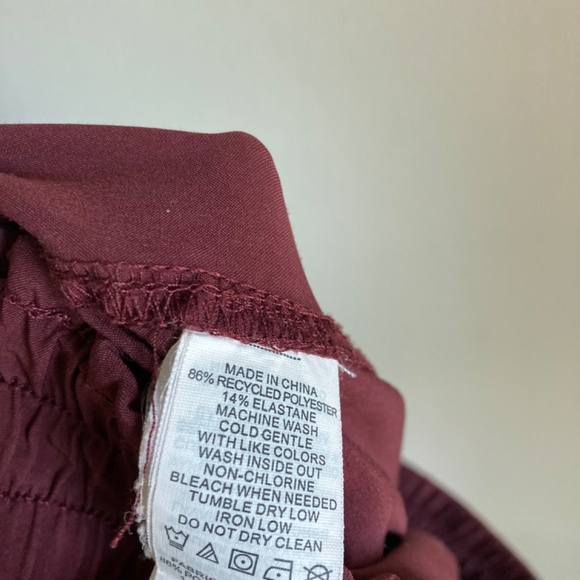 MADE IN CHINA
86% RECYCLED POLYESTER
14% ELASTANE
MACHINE WASH
COLD GENTLE
WITH LIKE COLORS
WASH INSIDE OUT
NON-CHLORINE
BLEACH WHEN NEEDED
TUMBLE DRY LOW
IRON LOW
DO NOT DRY CLEAN